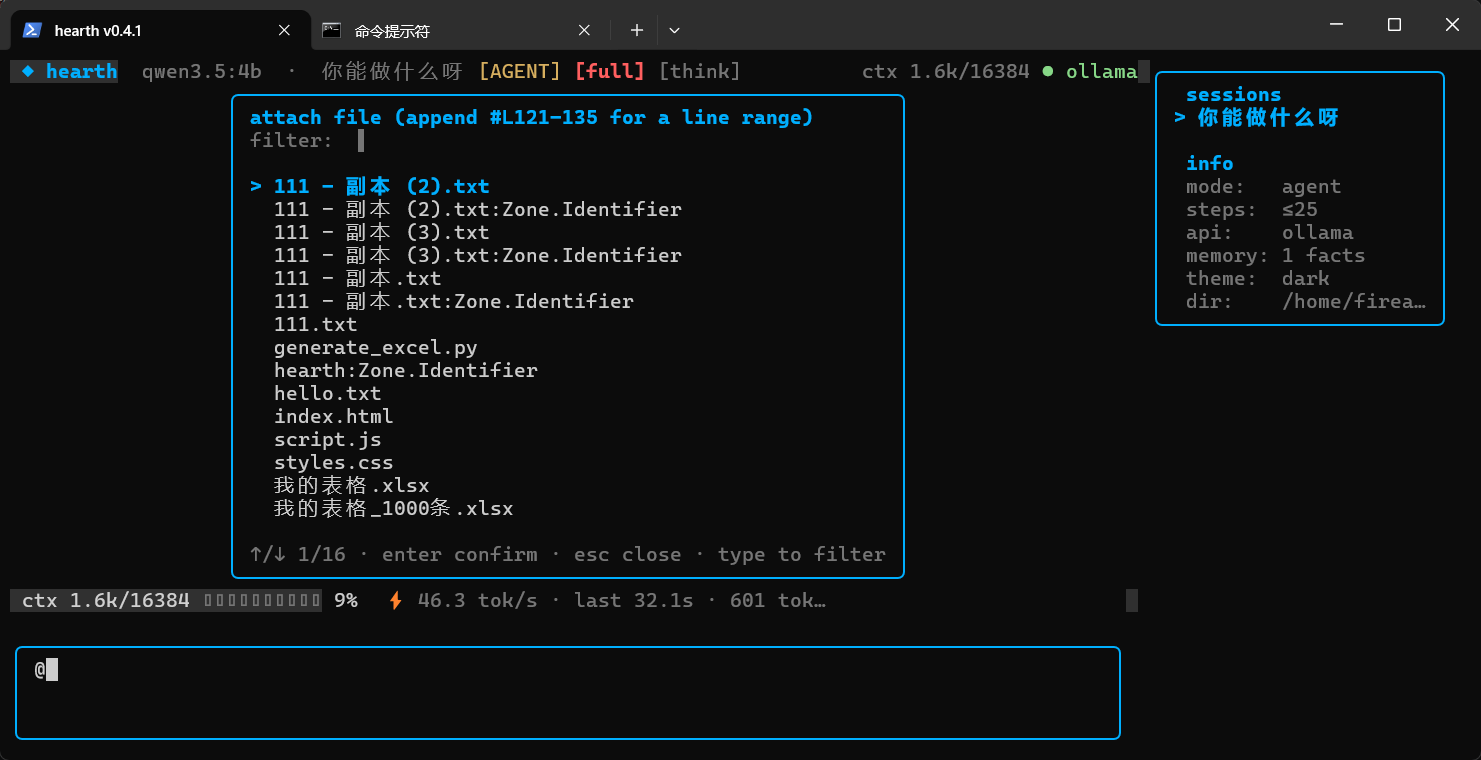 hearth v0.4.1
命令提示符
◆ hearth qwen3.5:4b · 你能做什么呀 [AGENT] [full] [think] ctx 1.6k/16384 ● ollama
attach file (append #L121-135 for a line range)
filter:
> 111 - 副本 (2).txt
111 - 副本 (2).txt:Zone.Identifier
111 - 副本 (3).txt
111 - 副本 (3).txt:Zone.Identifier
111 - 副本.txt
111 - 副本.txt:Zone.Identifier
111.txt
generate_excel.py
hearth:Zone.Identifier
hello.txt
index.html
script.js
styles.css
我的表格.xlsx
我的表格_1000条.xlsx
↑/↓ 1/16 · enter confirm · esc close · type to filter
sessions
> 你能做什么呀
info
mode: agent
steps: ≤25
api: ollama
memory: 1 facts
theme: dark
dir: /home/firea…
ctx 1.6k/16384 ▯▯▯▯▯▯▯▯▯▯ 9% ⚡ 46.3 tok/s · last 32.1s · 601 tok…
@